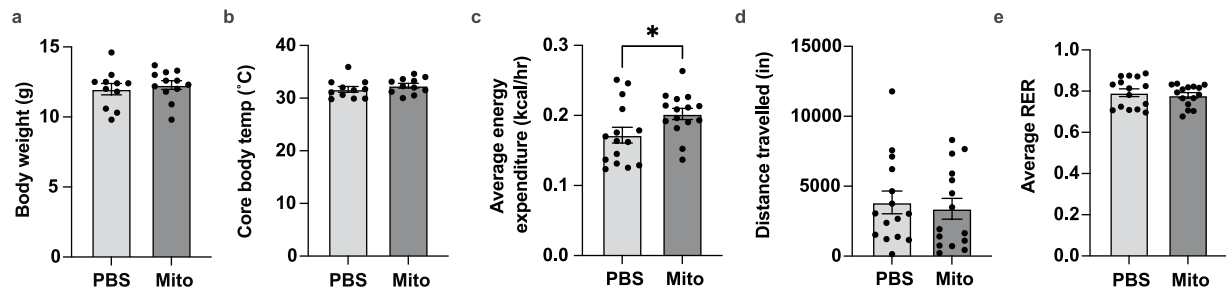 a
Body weight (g)
15
10
5
0
PBS Mito
b
Core body temp (˚C)
40
30
20
10
0
PBS Mito
c
Average energy
expenditure (kcal/hr)
0.3
0.2
0.1
0.0
*
PBS Mito
d
Distance travelled (in)
15000
10000
5000
0
PBS Mito
e
Average RER
1.0
0.8
0.6
0.4
0.2
0.0
PBS Mito